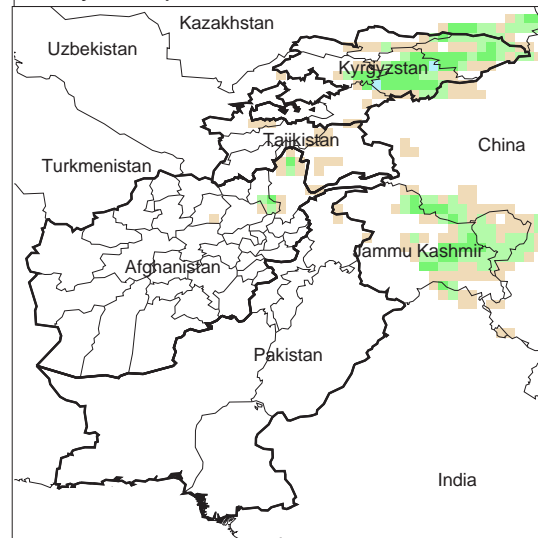 Kazakhstan
Uzbekistan
Kyrgyzstan
Tajikistan
China
Turkmenistan
Jammu Kashmir
Afghanistan
Pakistan
India